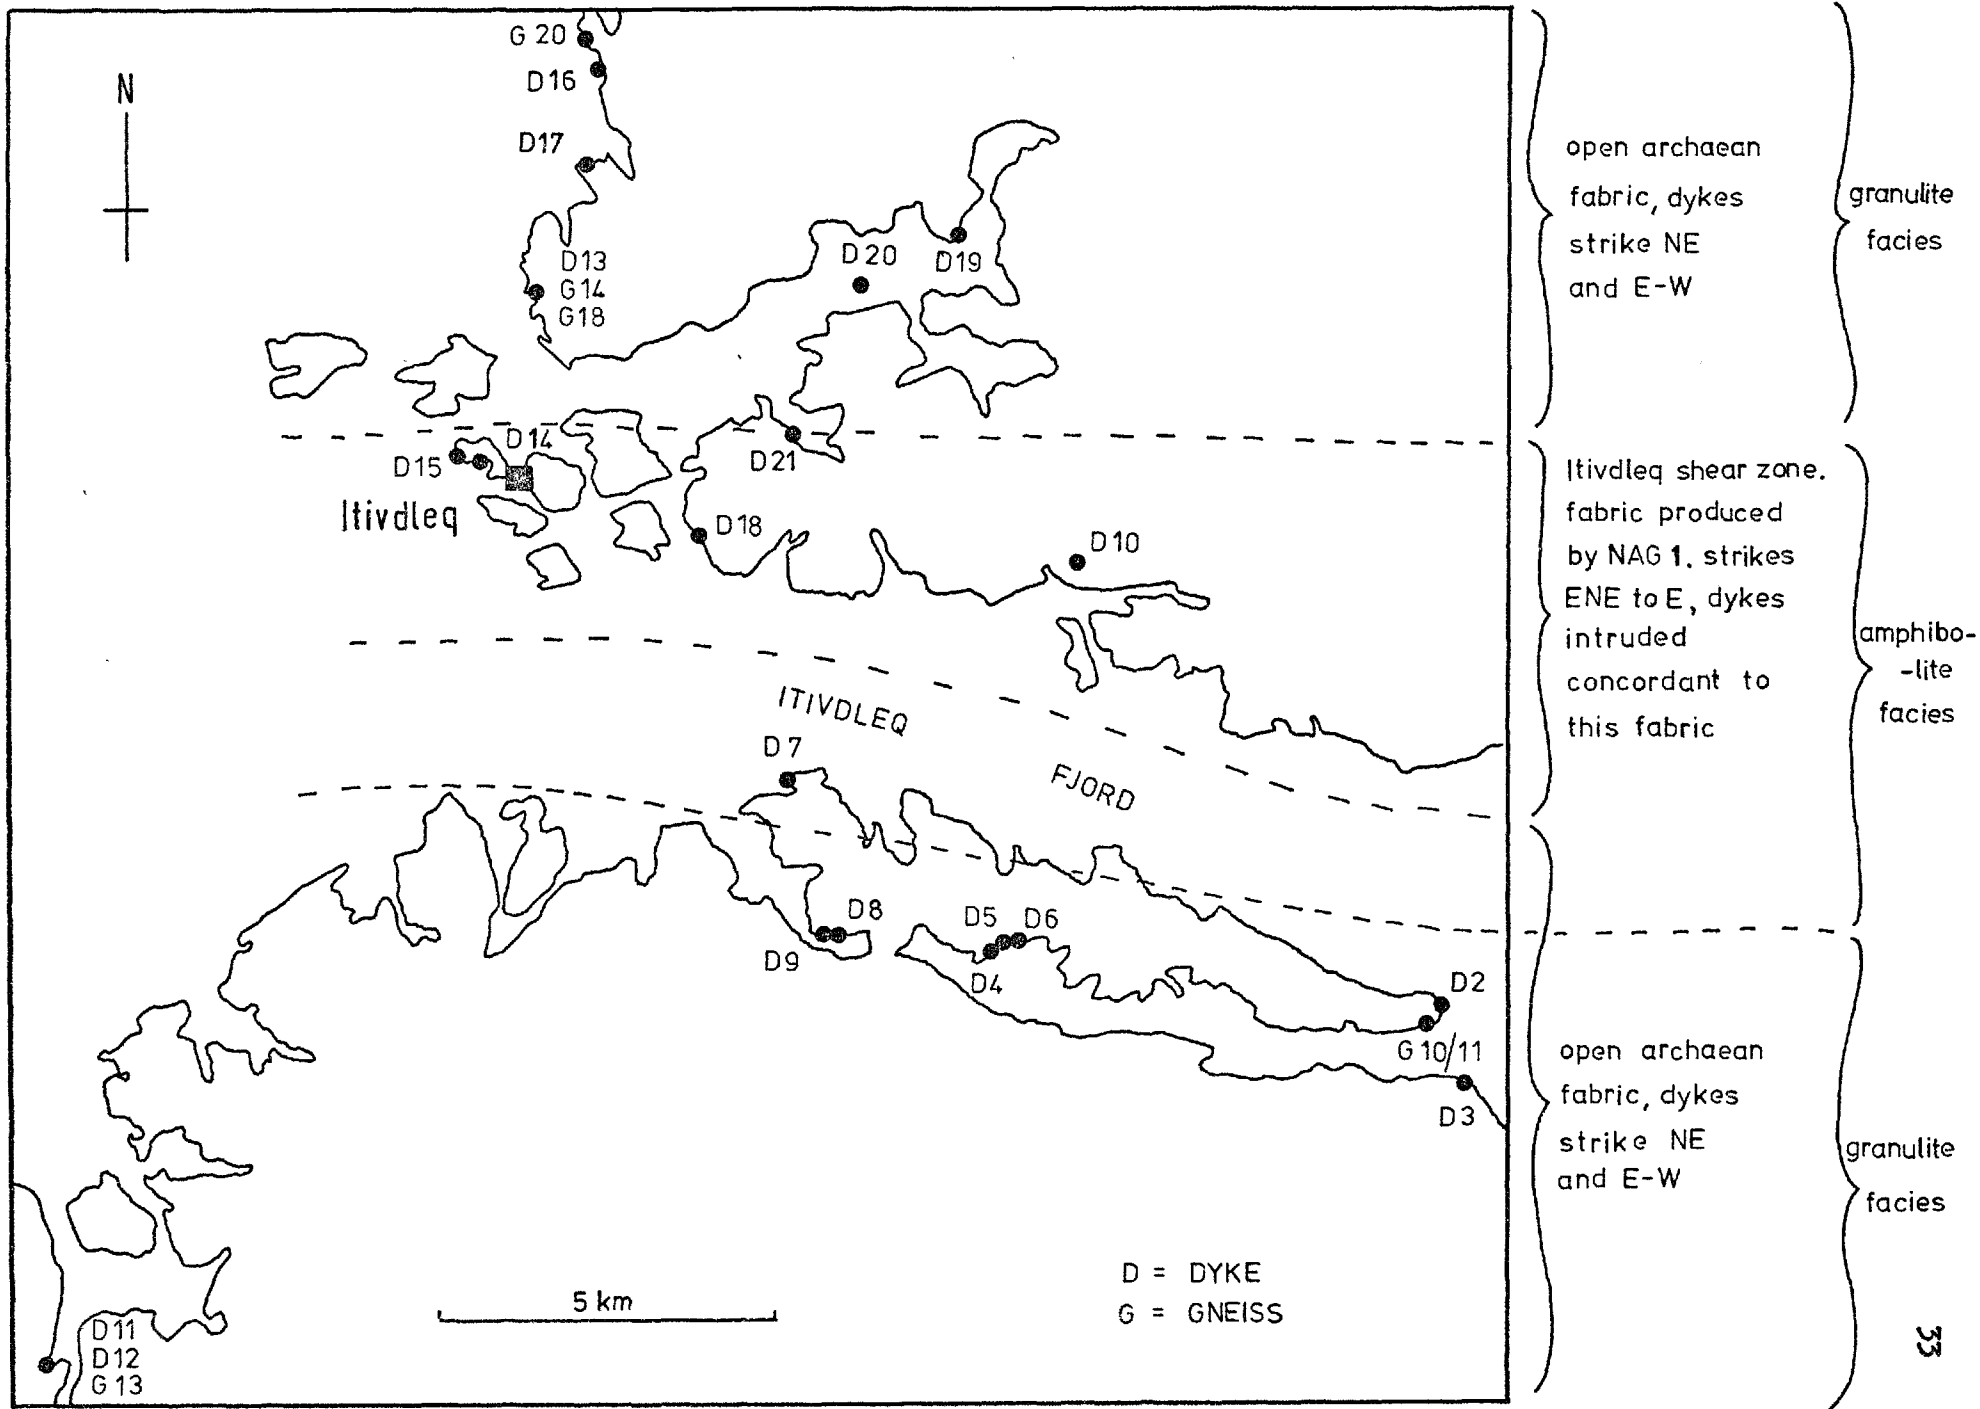 N
G 20
D16
D17
D13
G14
G18
D 20
D19
D14
D15
Itivdleq
D21
D18
D10
ITIVDLEQ
FJORD
D 7
D8
D9
D5
D6
D4
D2
G 10/11
D3
D11
D12
G 13
5 km
D = DYKE
G = GNEISS
open archaean
fabric, dykes
strike NE
and E-W
granulite
facies
Itivdleq shear zone.
fabric produced
by NAG 1. strikes
ENE to E, dykes
intruded
concordant to
this fabric
amphibo-
-lite
facies
open archaean
fabric, dykes
strike NE
and E-W
granulite
facies
33